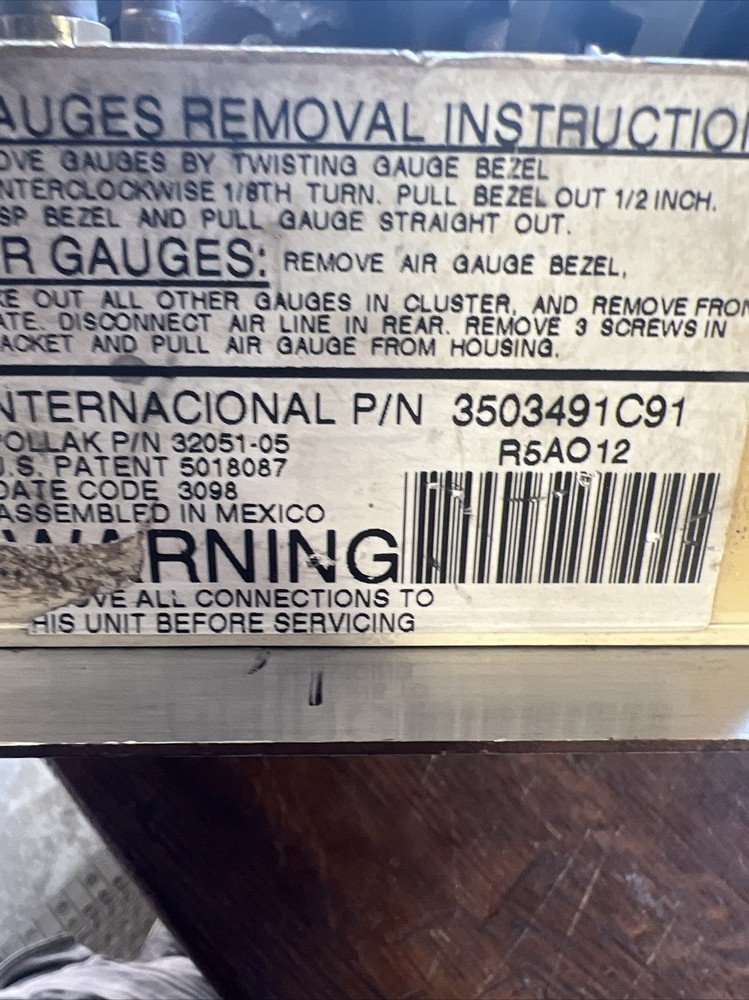 AUGES REMOVAL INSTRUCTIO
OVE GAUGES BY TWISTING GAUGE BEZEL
NTERCLOCKWISE 1/8TH TURN. PULL BEZEL OUT 1/2 INCH.
SP BEZEL AND PULL GAUGE STRAIGHT OUT.
R GAUGES: REMOVE AIR GAUGE BEZEL,
KE OUT ALL OTHER GAUGES IN CLUSTER, AND REMOVE FROM
ATE. DISCONNECT AIR LINE IN REAR. REMOVE 3 SCREWS IN
ACKET AND PULL AIR GAUGE FROM HOUSING.
NTERNACIONAL P/N 3503491C91
OLLAK P/N 32051-05 R5AO12
U.S. PATENT 5018087
DATE CODE 3098
ASSEMBLED IN MEXICO
WARNING
OVE ALL CONNECTIONS TO
HIS UNIT BEFORE SERVICING